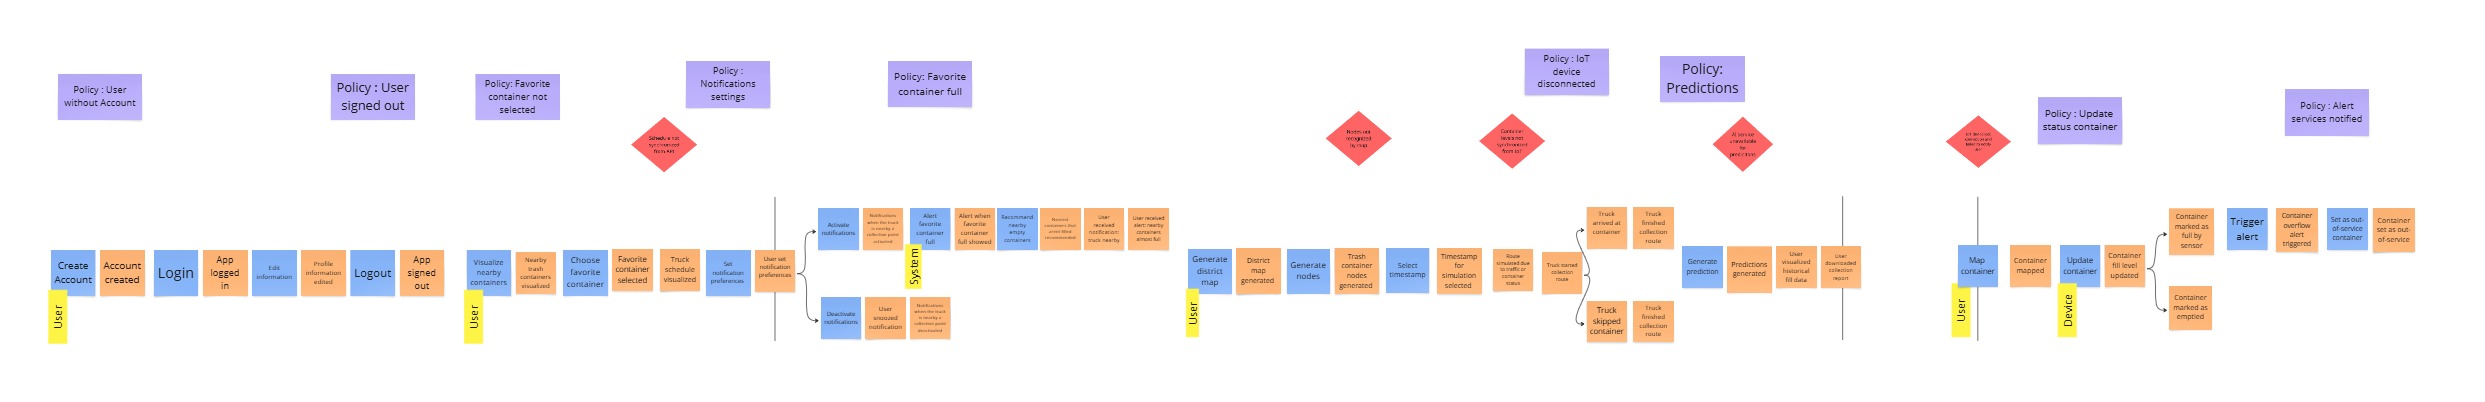 Policy : User
without Account
Policy : User
signed out
Policy: Favorite
container not
selected
Policy :
Notifications
settings
Policy: Favorite
container full
Policy : IoT
device
disconnected
Policy:
Predictions
Policy : Update
status container
Policy : Alert
services notified
Schedule not
synchronized
from API
Nodes not
recognized
by map
Container
levels not
synchronized
from IoT
AI service
unavailable
for
predictions
Create
Account
User
Account
created
Login
App
logged
in
Edit
information
Profile
information
edited
Logout
App
signed
out
Visualize
nearby
containers
User
Nearby
trash
containers
visualized
Choose
favorite
container
Favorite
container
selected
Truck
schedule
visualized
Set
notification
preferences
User set
notification
preferences
Activate
notifications
Notifications
when the truck
is nearby a
collection point
activated
Alert
favorite
container
full
System
Alert when
favorite
container
full showed
Recommend
nearby
empty
containers
Nearest
containers that
arent filled
recommended
User
received
notification:
truck nearby
User received
alert: nearby
containers
almost full
Deactivate
notifications
User
snoozed
notification
Notifications
when the truck
is nearby a
collection point
deactivated
Generate
district
map
User
District
map
generated
Generate
nodes
Trash
container
nodes
generated
Select
timestamp
Timestamp
for
simulation
selected
Route
simulated due
to traffic or
container
status
Truck started
collection
route
Truck
arrived at
container
Truck
finished
collection
route
Truck
skipped
container
Truck
finished
collection
route
Generate
prediction
Predictions
generated
User
visualized
historical
fill data
User
downloaded
collection
report
Map
container
User
Container
mapped
Update
container
Device
Container
fill level
updated
Container
marked as
full by
sensor
Trigger
alert
Container
overflow
alert
triggered
Set as out-
of-service
container
Container
set as out-
of-service
Container
marked as
emptied